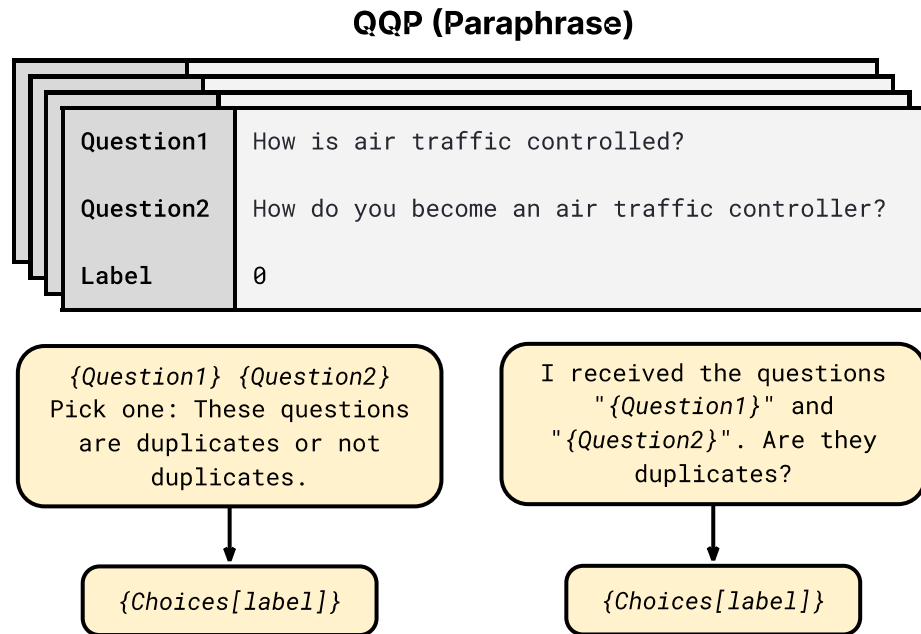 QQP (Paraphrase)
Question1 How is air traffic controlled?
Question2 How do you become an air traffic controller?
Label 0
{Question1} {Question2}
Pick one: These questions
are duplicates or not
duplicates.
I received the questions
"{Question1}" and
"{Question2}". Are they
duplicates?
{Choices[label]}
{Choices[label]}